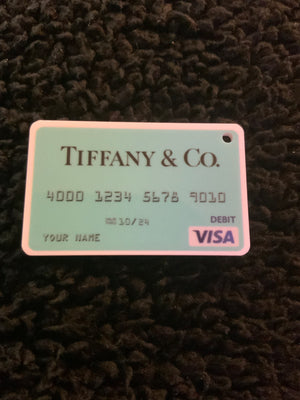 TIFFANY & CO.
4000 1234 5678 9010
10/24
DEBIT
YOUR NAME
VISA